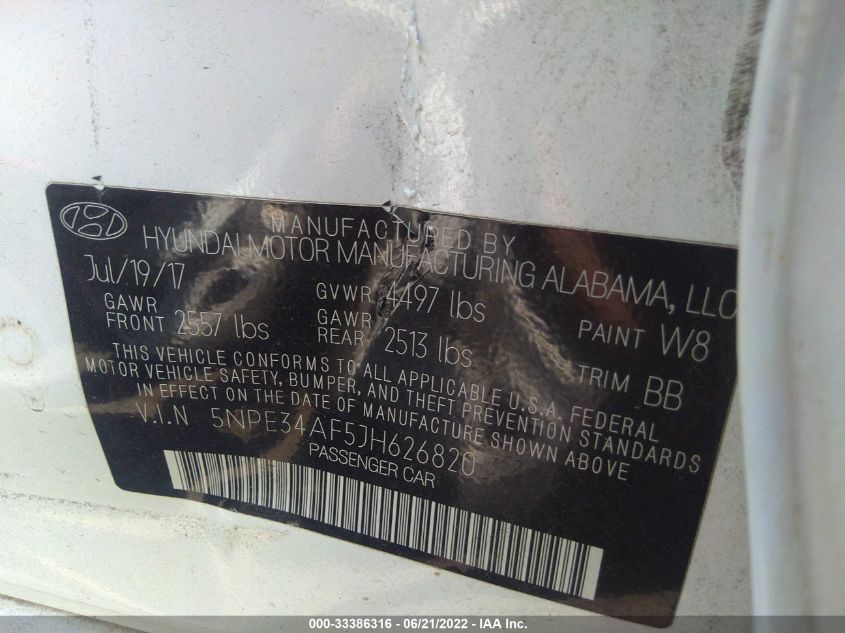 MANUFACTURED BY
HYUNDAI MOTOR MANUFACTURING ALABAMA, LLC
Jul/19/17 GVWR 4497 lbs PAINT W8
GAWR FRONT 2557 lbs GAWR REAR 2513 lbs TRIM BB
THIS VEHICLE CONFORMS TO ALL APPLICABLE U.S.A. FEDERAL
MOTOR VEHICLE SAFETY, BUMPER, AND THEFT PREVENTION STANDARDS
IN EFFECT ON THE DATE OF MANUFACTURE SHOWN ABOVE
V.I.N 5NPE34AF5JH626820
PASSENGER CAR
000-33386316 - 06/21/2022 - IAA Inc.